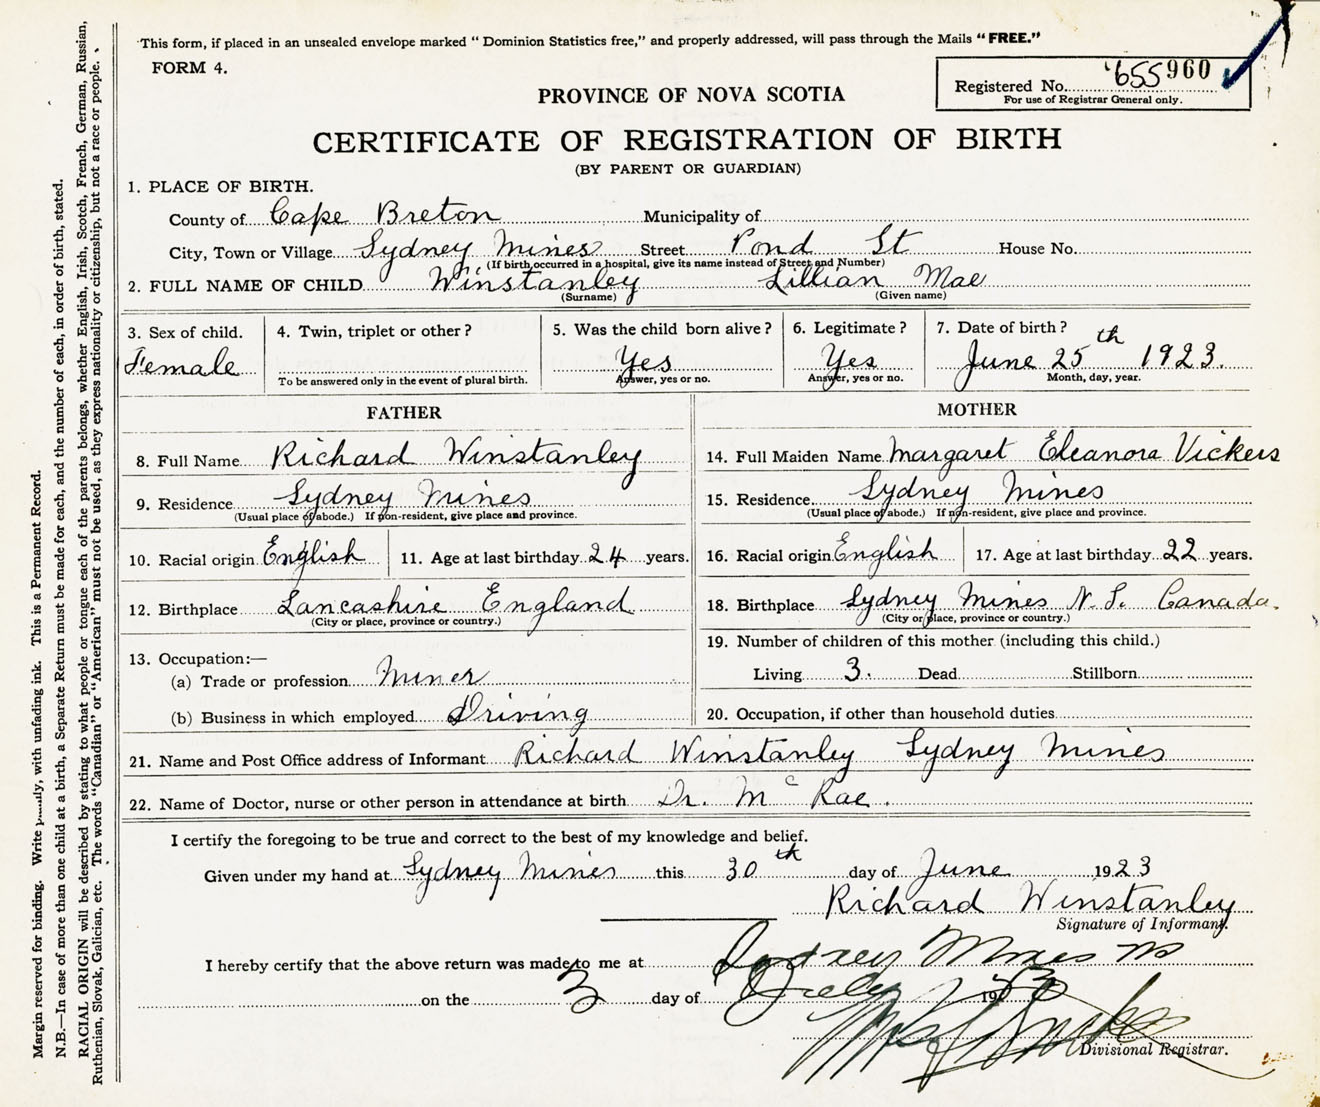 This form, if placed in an unsealed envelope marked "Dominion Statistics free," and properly addressed, will pass through the Mails "FREE."
FORM 4.
Registered No. 655 960
For use of Registrar General only.
PROVINCE OF NOVA SCOTIA
CERTIFICATE OF REGISTRATION OF BIRTH
(BY PARENT OR GUARDIAN)
1. PLACE OF BIRTH.
County of Cape Breton Municipality of
City, Town or Village Sydney Mines Street Pond St House No.
(If birth occurred in a hospital, give its name instead of Street and Number)
2. FULL NAME OF CHILD Winstanley Lillian Mae
(Surname) (Given name)
3. Sex of child. 4. Twin, triplet or other? 5. Was the child born alive? 6. Legitimate? 7. Date of birth?
Female Yes Yes June 25th 1923.
To be answered only in the event of plural birth. Answer, yes or no. Answer, yes or no. Month, day, year.
FATHER MOTHER
8. Full Name Richard Winstanley 14. Full Maiden Name Margaret Eleanora Vickers
9. Residence Sydney Mines 15. Residence Sydney Mines
(Usual place of abode.) If non-resident, give place and province. (Usual place of abode.) If non-resident, give place and province.
10. Racial origin English 11. Age at last birthday 24 years. 16. Racial origin English 17. Age at last birthday 22 years.
12. Birthplace Lancashire England 18. Birthplace Sydney Mines N.S. Canada.
(City or place, province or country.) (City or place, province or country.)
19. Number of children of this mother (including this child.)
13. Occupation:—
(a) Trade or profession Miner Living 3. Dead Stillborn
(b) Business in which employed Driving 20. Occupation, if other than household duties
21. Name and Post Office address of Informant Richard Winstanley Sydney Mines
22. Name of Doctor, nurse or other person in attendance at birth Dr. McRae.
I certify the foregoing to be true and correct to the best of my knowledge and belief.
Given under my hand at Sydney Mines this 30th day of June 1923
Richard Winstanley
Signature of Informant.
I hereby certify that the above return was made to me at Sydney Mines NS
on the 3 day of July 1923
Divisional Registrar.
Margin reserved for binding. Write plainly, with unfading ink. This is a Permanent Record.
N.B.—In case of more than one child at a birth, a Separate Return must be made for each, and the number of each, in order of birth, stated.
RACIAL ORIGIN will be described by stating to what people or tongue each of the parents belongs, whether English, Irish, Scotch, French, German, Russian,
Ruthenian, Slovak, Galician, etc. The words "Canadian" or "American" must not be used, as they express nationality or citizenship, but not a race or people.